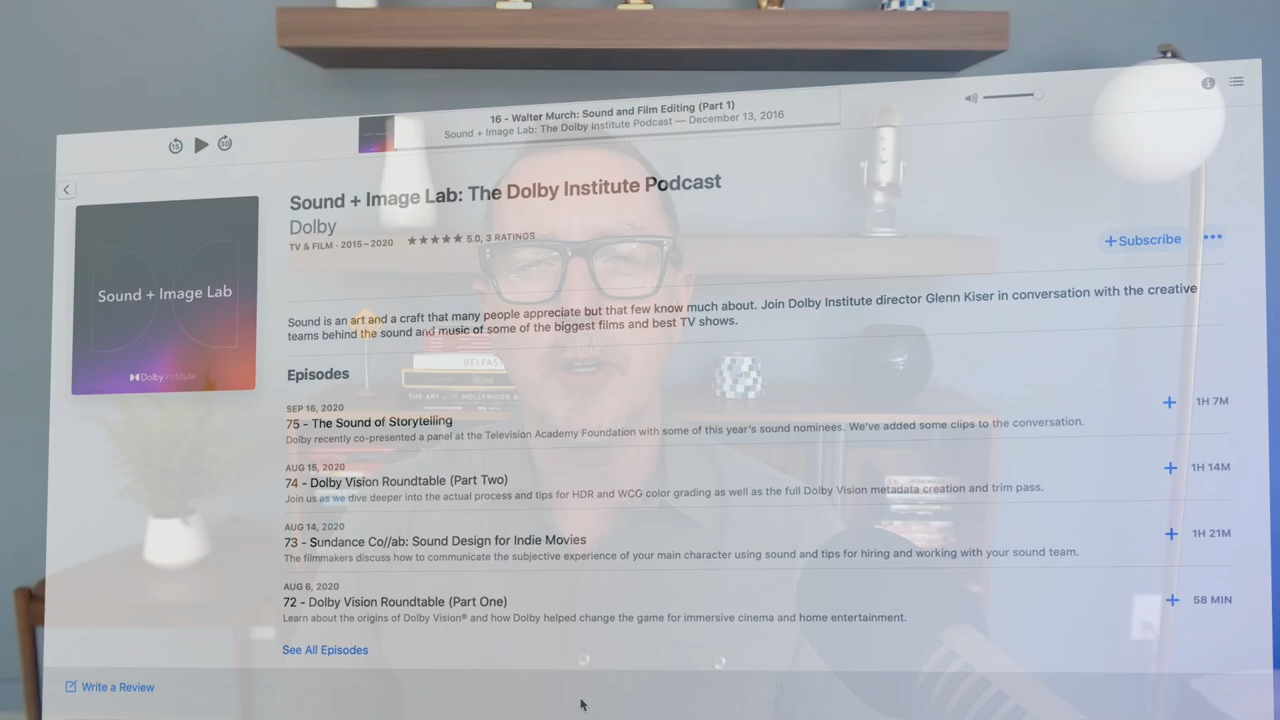 16 - Walter Murch: Sound and Film Editing (Part 1)
Sound + Image Lab: The Dolby Institute Podcast — December 13, 2016
15
30
Sound + Image Lab: The Dolby Institute Podcast
Dolby
TV & FILM · 2015–2020 ★★★★★ 5.0, 3 RATINGS
+ Subscribe
Sound + Image Lab
Dolby Institute
Sound is an art and a craft that many people appreciate but that few know much about. Join Dolby Institute director Glenn Kiser in conversation with the creative
teams behind the sound and music of some of the biggest films and best TV shows.
BELFAST
Episodes
THE ART OF THE HOLLYWOOD
SEP 16, 2020
75 - The Sound of Storytelling
Dolby recently co-presented a panel at the Television Academy Foundation with some of this year's sound nominees. We've added some clips to the conversation.
1H 7M
AUG 15, 2020
74 - Dolby Vision Roundtable (Part Two)
Join us as we dive deeper into the actual process and tips for HDR and WCG color grading as well as the full Dolby Vision metadata creation and trim pass.
1H 14M
AUG 14, 2020
73 - Sundance Co//ab: Sound Design for Indie Movies
The filmmakers discuss how to communicate the subjective experience of your main character using sound and tips for hiring and working with your sound team.
1H 21M
AUG 6, 2020
72 - Dolby Vision Roundtable (Part One)
Learn about the origins of Dolby Vision® and how Dolby helped change the game for immersive cinema and home entertainment.
58 MIN
See All Episodes
Write a Review